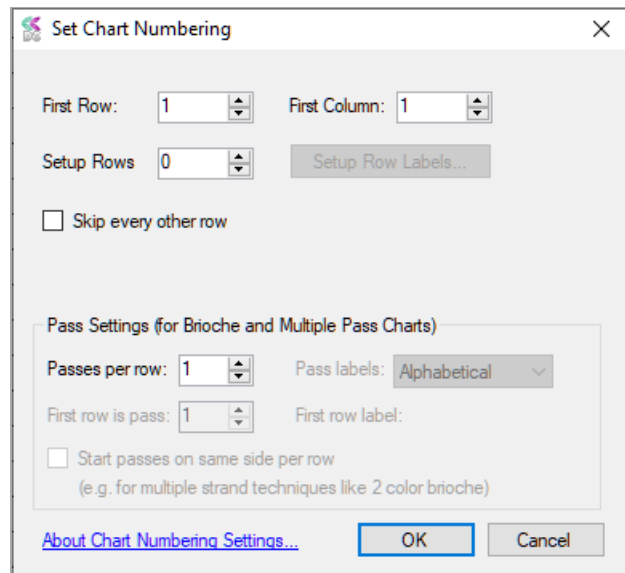 Set Chart Numbering
First Row: 1 First Column: 1
Setup Rows 0 Setup Row Labels...
Skip every other row
Pass Settings (for Brioche and Multiple Pass Charts)
Passes per row: 1 Pass labels: Alphabetical
First row is pass: 1 First row label:
Start passes on same side per row
(e.g. for multiple strand techniques like 2 color brioche)
About Chart Numbering Settings... OK Cancel